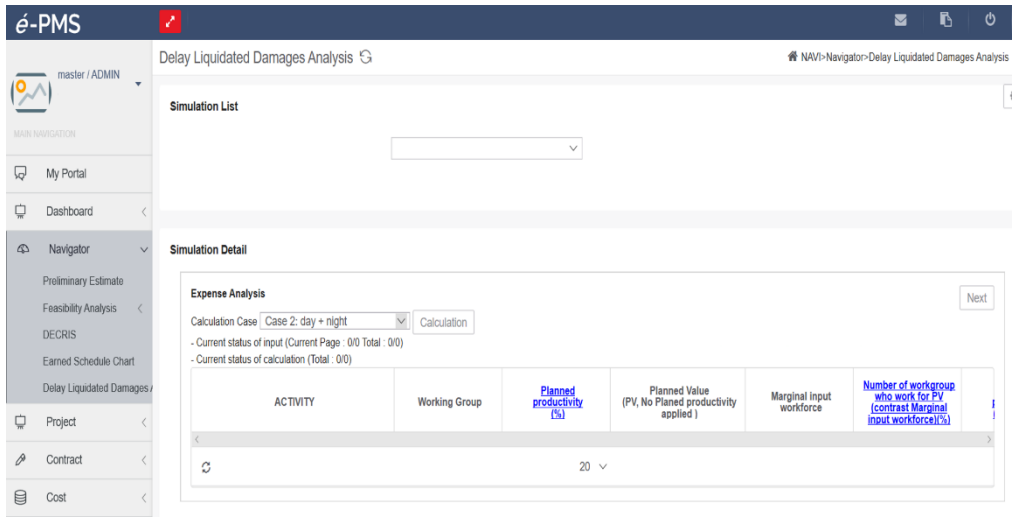 é-PMS
master / ADMIN
MAIN NAVIGATION
My Portal
Dashboard
Navigator
Preliminary Estimate
Feasibility Analysis
DECRIS
Earned Schedule Chart
Delay Liquidated Damages
Project
Contract
Cost
Delay Liquidated Damages Analysis
NAVI>Navigator>Delay Liquidated Damages Analysis
Simulation List
Simulation Detail
Expense Analysis
Next
Calculation Case Case 2: day + night Calculation
- Current status of input (Current Page : 0/0 Total : 0/0)
- Current status of calculation (Total : 0/0)
ACTIVITY
Working Group
Planned
productivity
(%)
Planned Value
(PV, No Planed productivity
applied )
Marginal input
workforce
Number of workgroup
who work for PV
(contrast Marginal
input workforce)(%)
20